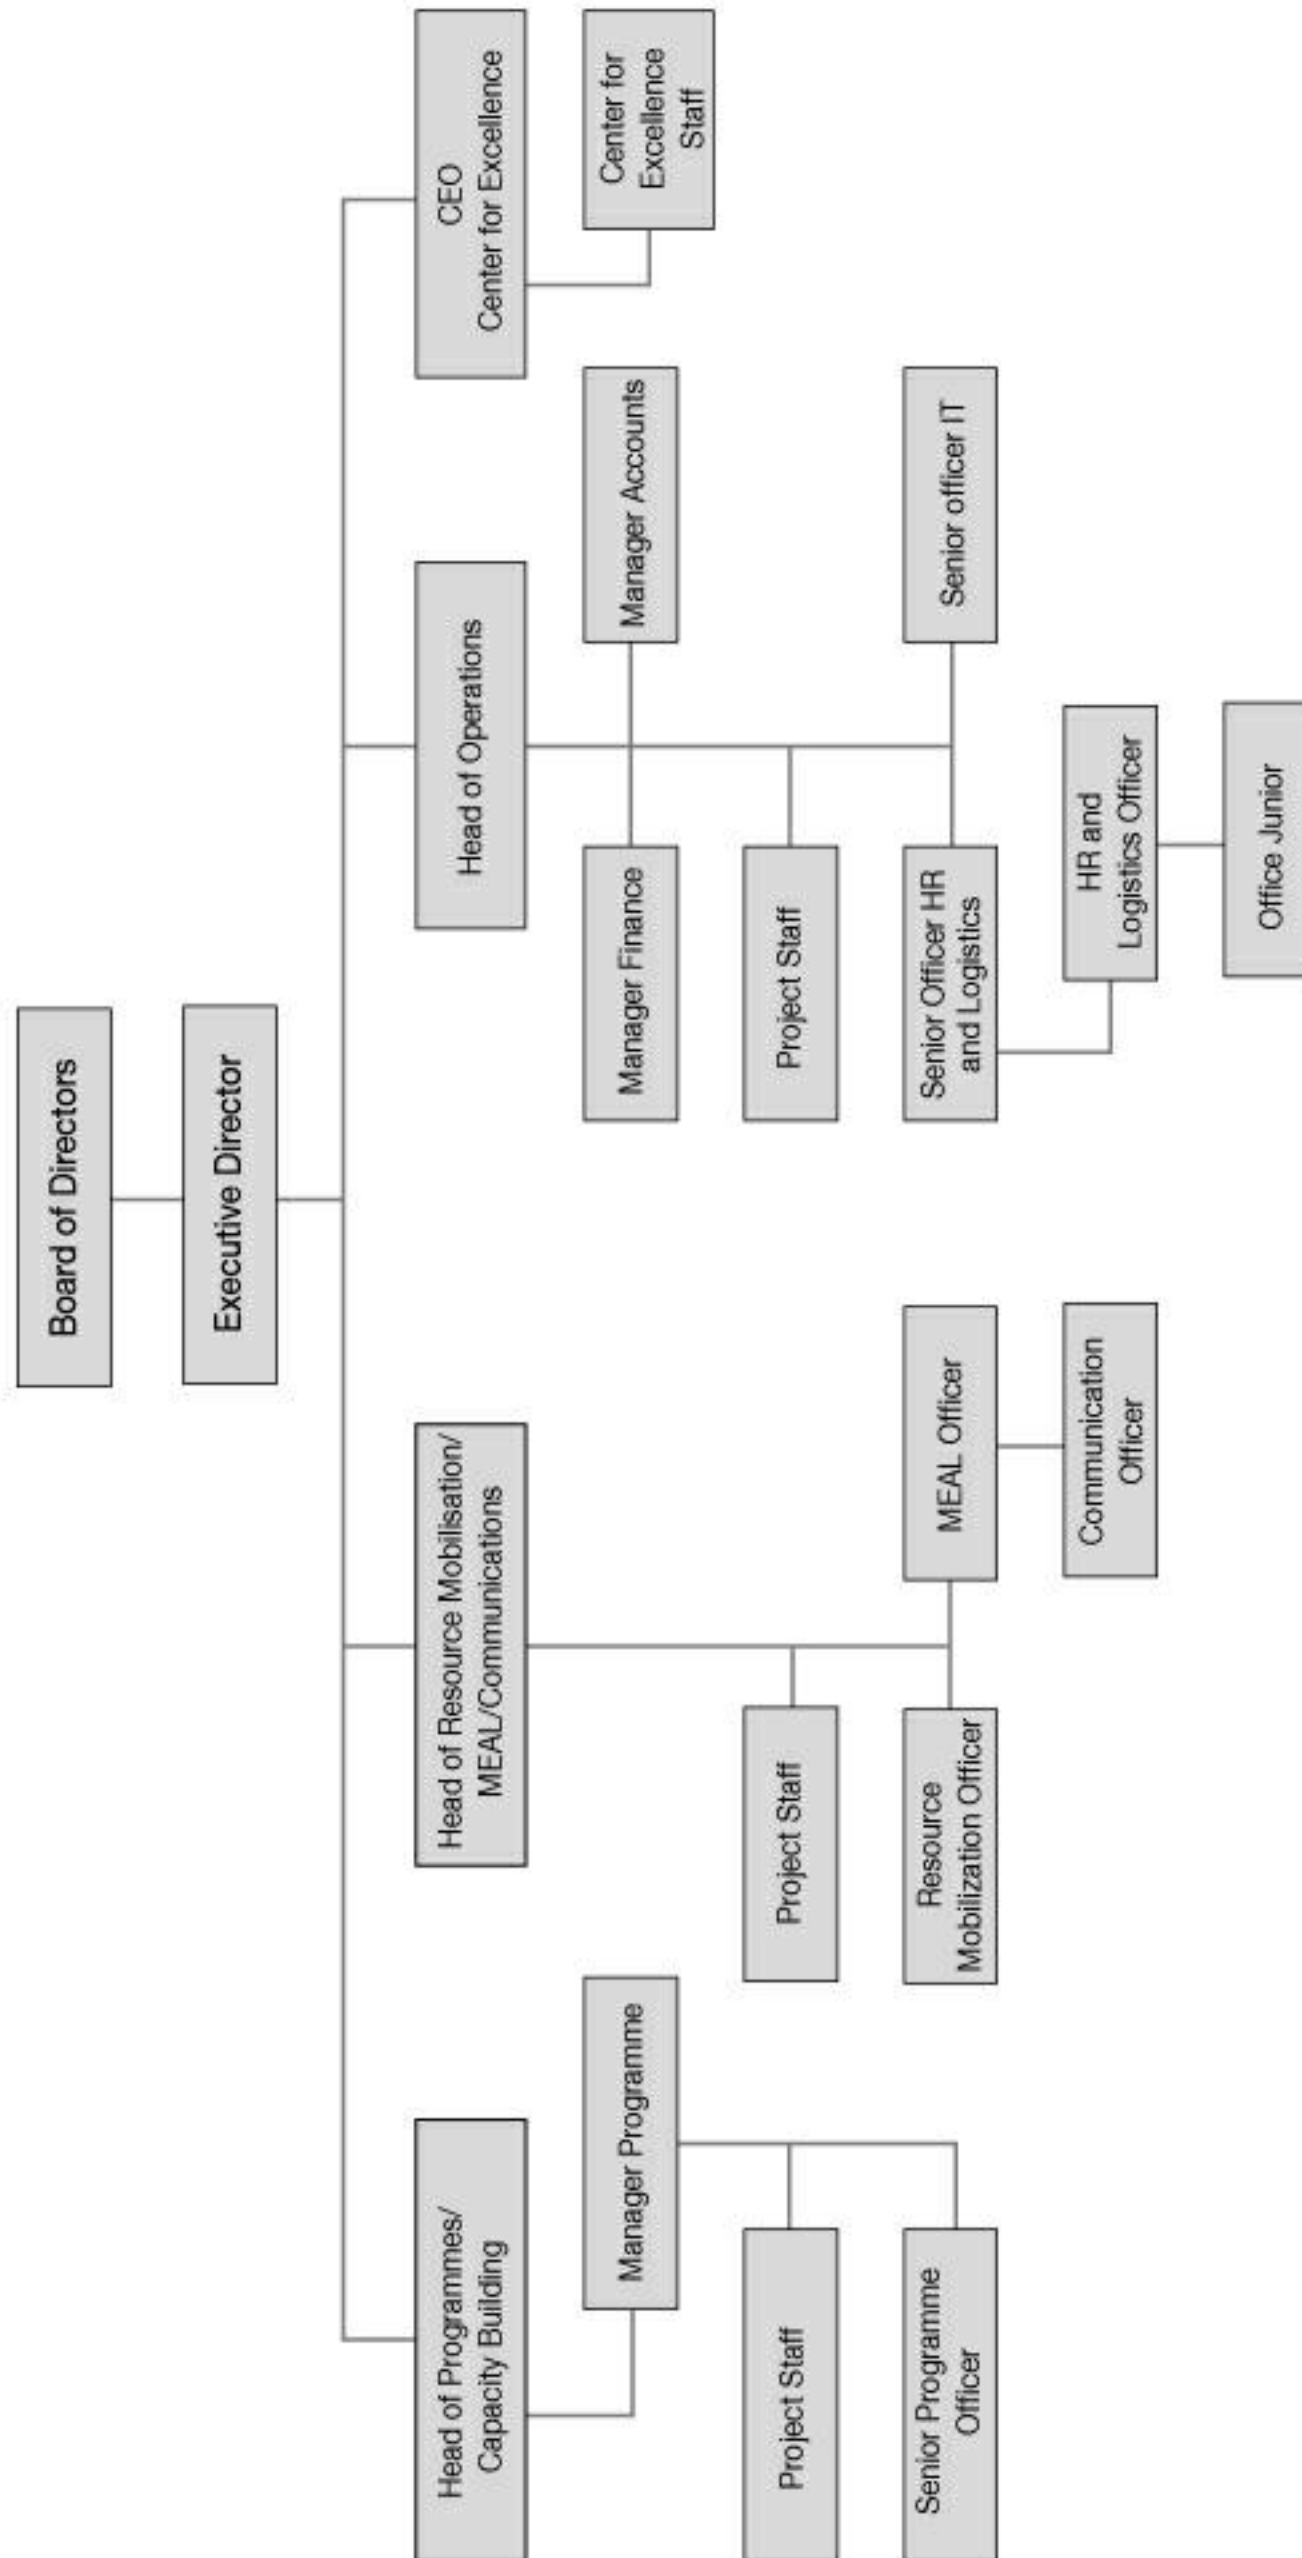 Board of Directors
Executive Director
Head of Programmes/
Capacity Building
Head of Resource Mobilisation/
MEAL/Communications
Head of Operations
CEO
Center for Excellence
Manager Programme
Manager Finance
Manager Accounts
Center for
Excellence
Staff
Project Staff
Project Staff
Project Staff
Senior Programme
Officer
Resource
Mobilization Officer
MEAL Officer
Senior Officer HR
and Logistics
Senior officer IT
Communication
Officer
HR and
Logistics Officer
Office Junior